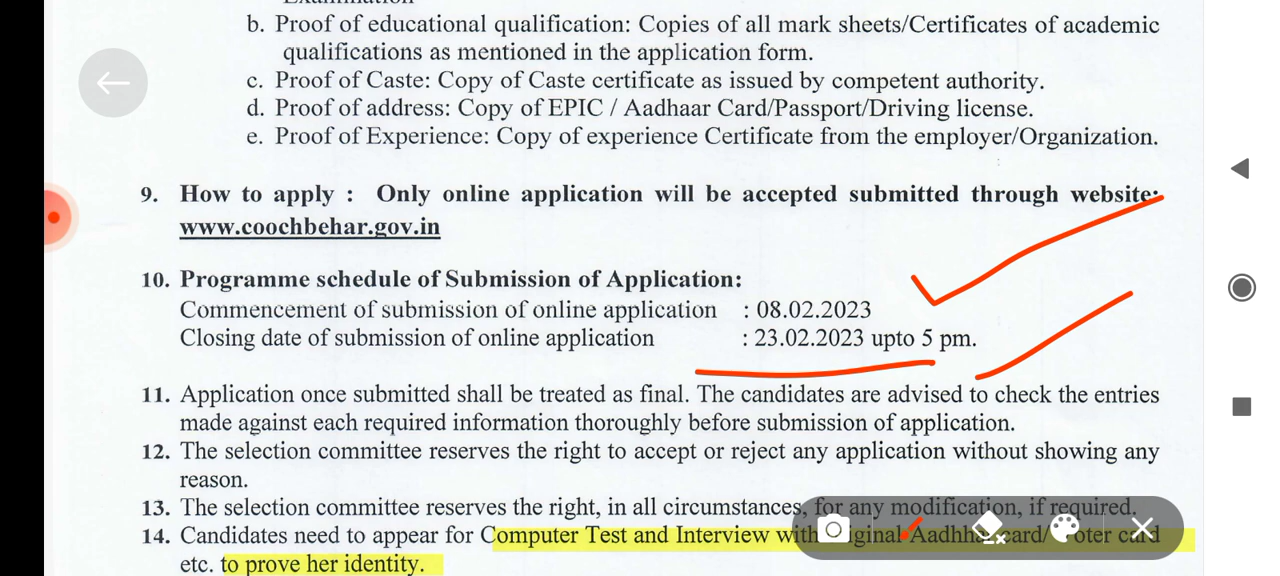 b. Proof of educational qualification: Copies of all mark sheets/Certificates of academic
qualifications as mentioned in the application form.
c. Proof of Caste: Copy of Caste certificate as issued by competent authority.
d. Proof of address: Copy of EPIC / Aadhaar Card/Passport/Driving license.
e. Proof of Experience: Copy of experience Certificate from the employer/Organization.
9. How to apply : Only online application will be accepted submitted through website:
www.coochbehar.gov.in
10. Programme schedule of Submission of Application:
Commencement of submission of online application : 08.02.2023
Closing date of submission of online application : 23.02.2023 upto 5 pm.
11. Application once submitted shall be treated as final. The candidates are advised to check the entries
made against each required information thoroughly before submission of application.
12. The selection committee reserves the right to accept or reject any application without showing any
reason.
13. The selection committee reserves the right, in all circumstances, for any modification, if required.
14. Candidates need to appear for Computer Test and Interview with card
etc. to prove her identity.